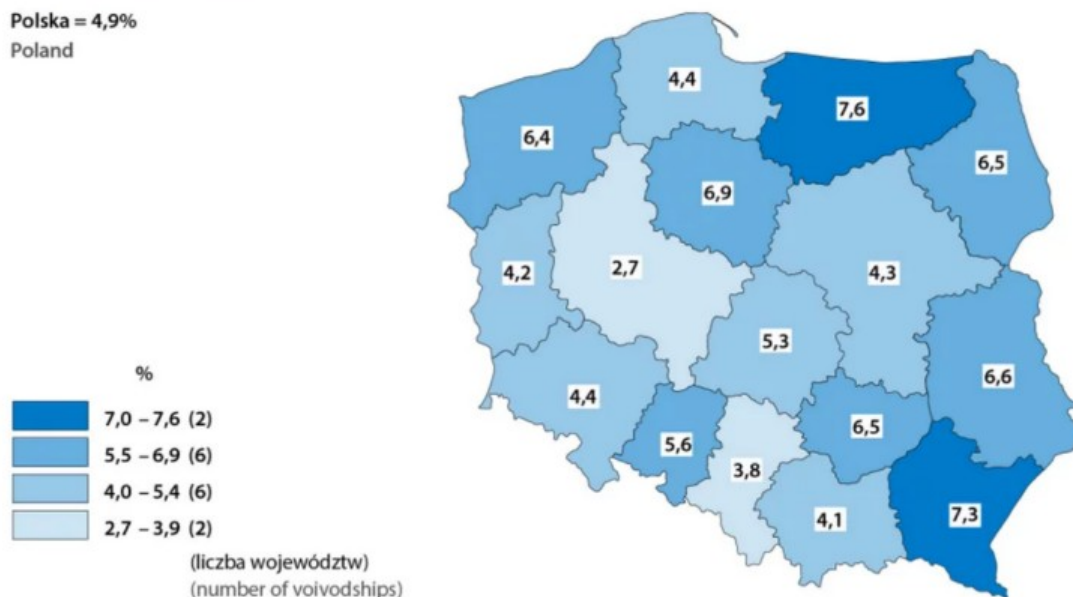 Polska = 4,9%
Poland
4,4
7,6
6,4
6,5
6,9
4,2
2,7
4,3
5,3
6,6
4,4
6,5
5,6
3,8
4,1
7,3
%
7,0 – 7,6 (2)
5,5 – 6,9 (6)
4,0 – 5,4 (6)
2,7 – 3,9 (2)
(liczba województw)
(number of voivodships)